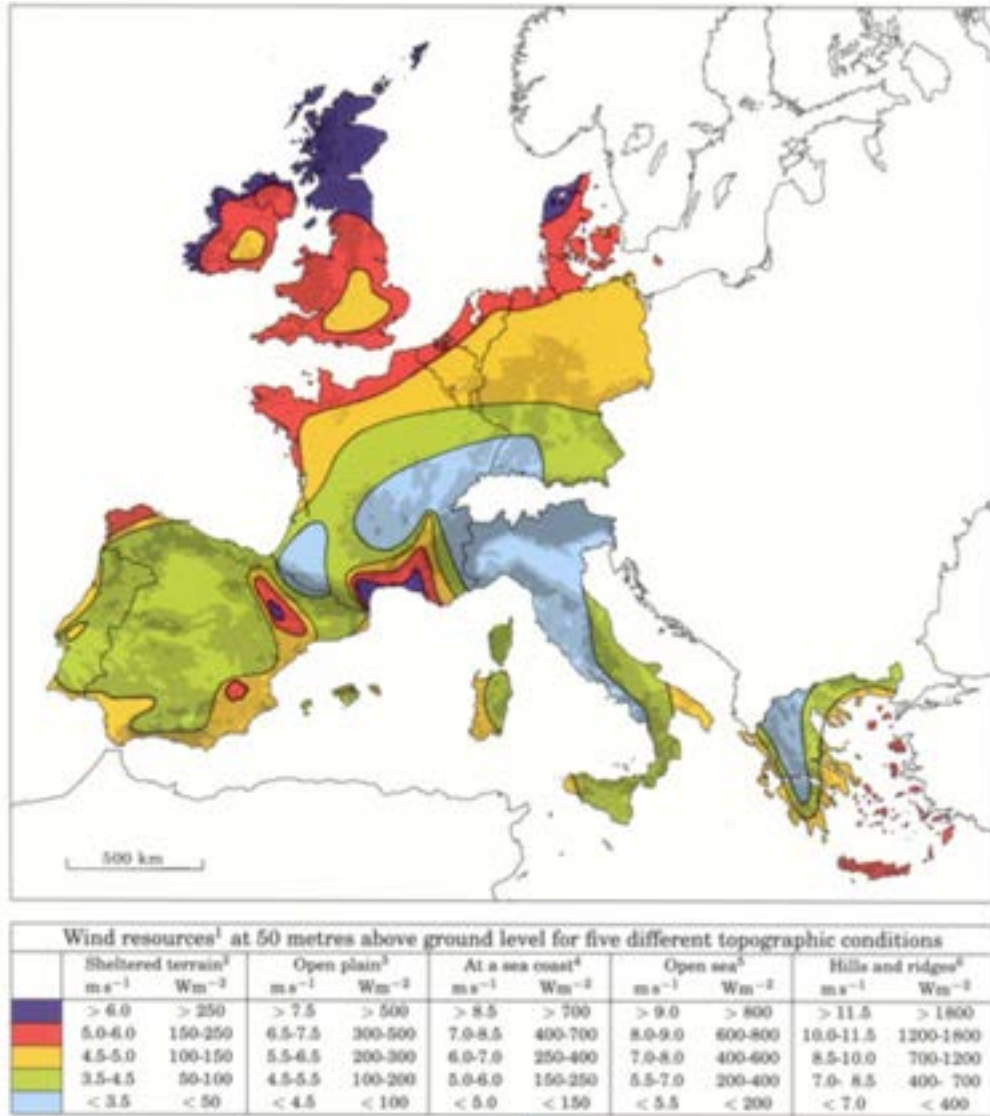 500 km
Wind resources¹ at 50 metres above ground level for five different topographic conditions
Sheltered terrain² Open plain³ At a sea coast⁴ Open sea⁵ Hills and ridges⁶
m s⁻¹ Wm⁻² m s⁻¹ Wm⁻² m s⁻¹ Wm⁻² m s⁻¹ Wm⁻² m s⁻¹ Wm⁻²
> 6.0 > 250 > 7.5 > 500 > 8.5 > 700 > 9.0 > 800 > 11.5 > 1800
5.0-6.0 150-250 6.5-7.5 300-500 7.0-8.5 400-700 8.0-9.0 600-800 10.0-11.5 1200-1800
4.5-5.0 100-150 5.5-6.5 200-300 6.0-7.0 250-400 7.0-8.0 400-600 8.5-10.0 700-1200
3.5-4.5 50-100 4.5-5.5 100-200 5.0-6.0 150-250 5.5-7.0 200-400 7.0- 8.5 400- 700
< 3.5 < 50 < 4.5 < 100 < 5.0 < 150 < 5.5 < 200 < 7.0 < 400